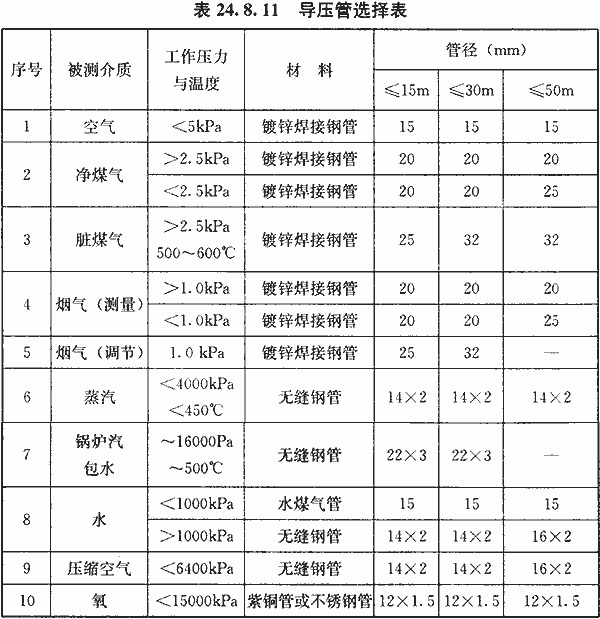 表 24.8.11 导压管选择表
序号 被测介质 工作压力与温度 材 料 管径（mm）
≤15m ≤30m ≤50m
1 空气 <5kPa 镀锌焊接钢管 15 15 15
2 净煤气 >2.5kPa 镀锌焊接钢管 20 20 20
<2.5kPa 镀锌焊接钢管 20 20 25
3 脏煤气 >2.5kPa 镀锌焊接钢管 25 32 32
500～600℃
4 烟气（测量） >1.0kPa 镀锌焊接钢管 20 20 20
<1.0kPa 镀锌焊接钢管 20 20 25
5 烟气（调节） 1.0 kPa 镀锌焊接钢管 25 32 —
6 蒸汽 <4000kPa 无缝钢管 14×2 14×2 14×2
<450℃
7 锅炉汽包水 ～16000Pa 无缝钢管 22×3 22×3 —
～500℃
8 水 <1000kPa 水煤气管 15 15 15
>1000kPa 无缝钢管 14×2 14×2 16×2
9 压缩空气 <6400kPa 无缝钢管 14×2 14×2 16×2
10 氧 <15000kPa 紫铜管或不锈钢管 12×1.5 12×1.5 12×1.5